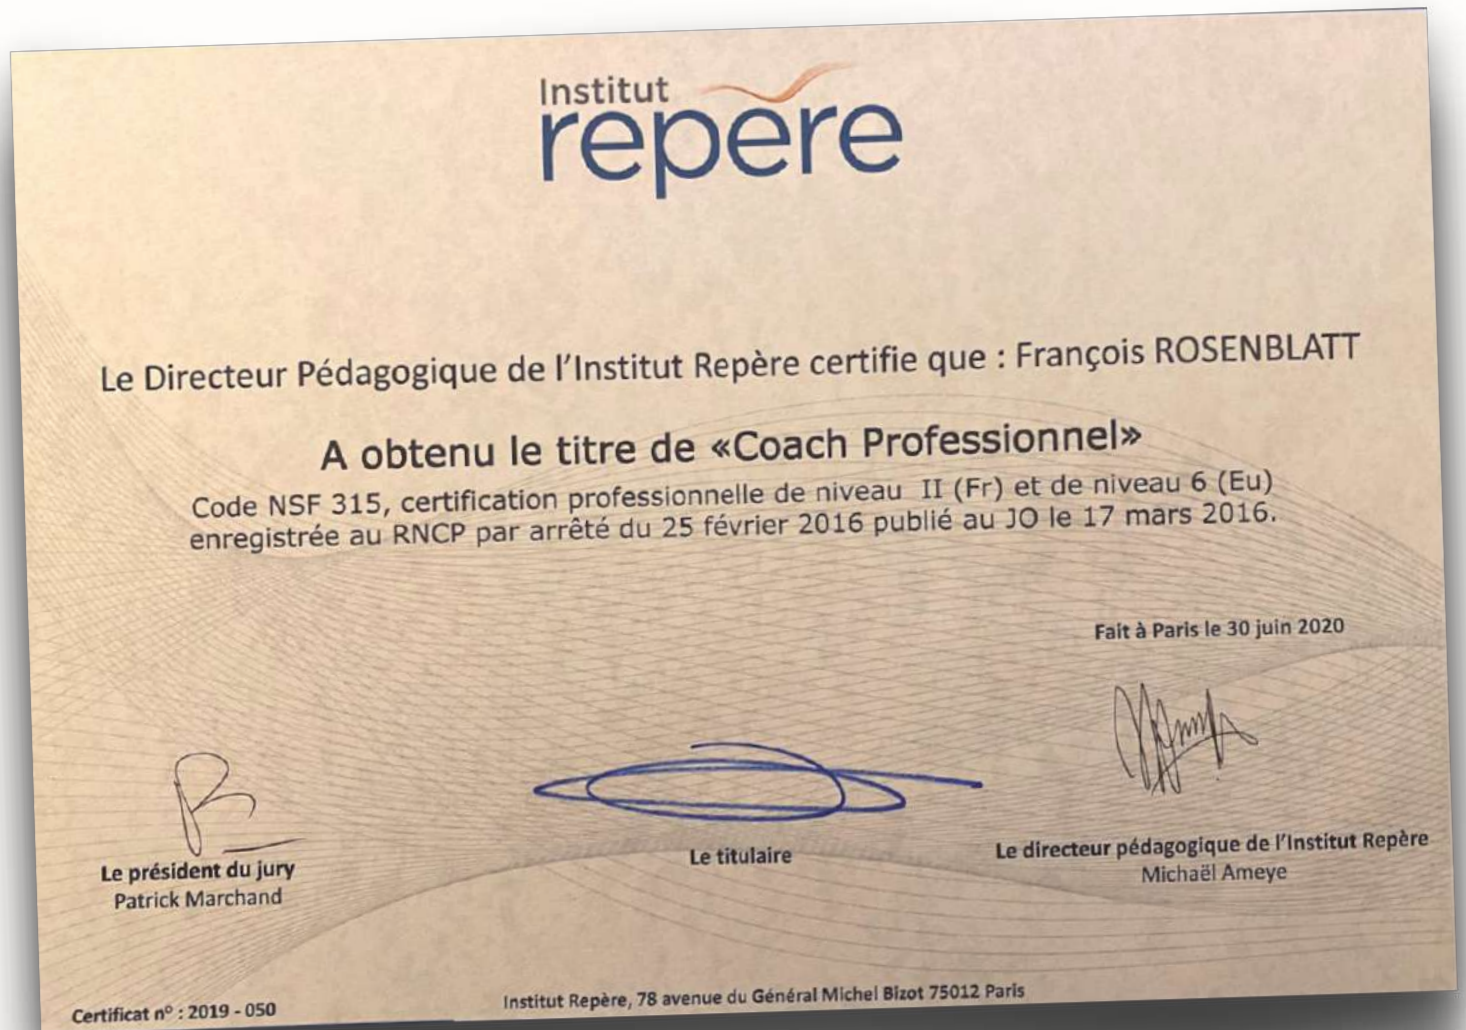 Institut
repère
Le Directeur Pédagogique de l'Institut Repère certifie que : François ROSENBLATT
A obtenu le titre de «Coach Professionnel»
Code NSF 315, certification professionnelle de niveau II (Fr) et de niveau 6 (Eu)
enregistrée au RNCP par arrêté du 25 février 2016 publié au JO le 17 mars 2016.
Fait à Paris le 30 juin 2020
Le président du jury
Patrick Marchand
Le titulaire
Le directeur pédagogique de l'Institut Repère
Michaël Ameye
Certificat n° : 2019 - 050
Institut Repère, 78 avenue du Général Michel Bizot 75012 Paris